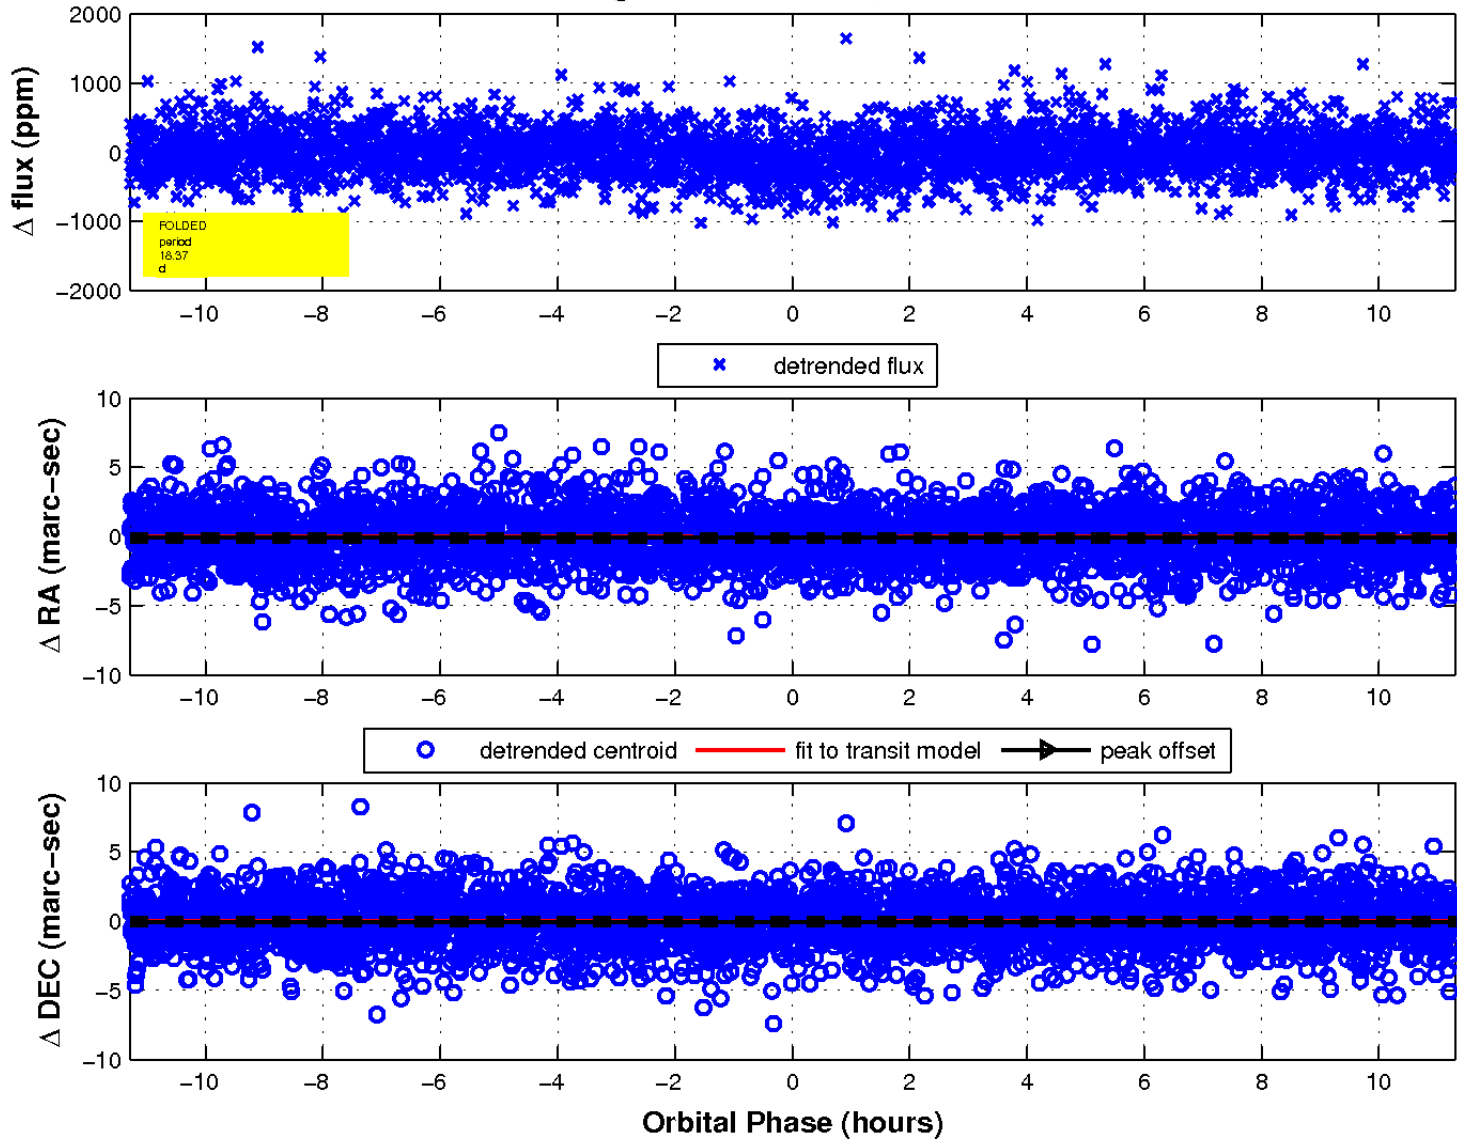 2000
1000
0
−1000
−2000
Δ flux (ppm)
FOLDED
period
18.37
d
−10 −8 −6 −4 −2 0 2 4 6 8 10
detrended flux
10
5
0
−5
−10
Δ RA (marc−sec)
−10 −8 −6 −4 −2 0 2 4 6 8 10
detrended centroid fit to transit model peak offset
10
5
0
−5
−10
Δ DEC (marc−sec)
−10 −8 −6 −4 −2 0 2 4 6 8 10
Orbital Phase (hours)